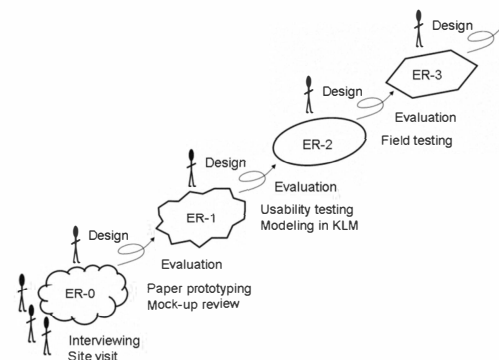 Design
ER-3
Design
Evaluation
Field testing
ER-2
Design
Evaluation
Usability testing
Modeling in KLM
ER-1
Design
Evaluation
Paper prototyping
Mock-up review
ER-0
Interviewing
Site visit